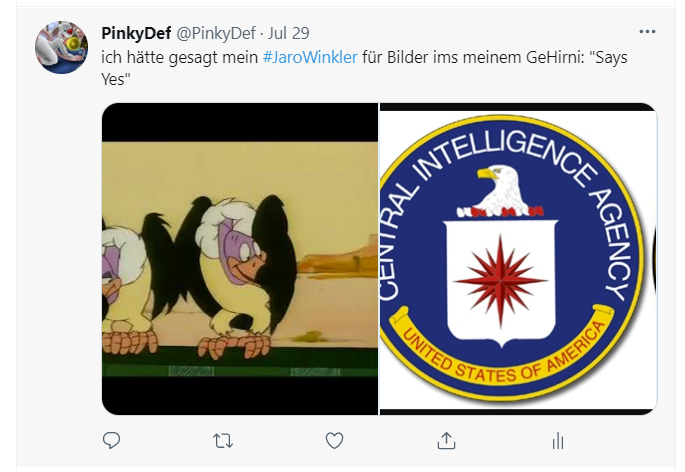 PinkyDef @PinkyDef · Jul 29
ich hätte gesagt mein #JaroWinkler für Bilder ims meinem GeHirni: "Says
Yes"
CENTRAL INTELLIGENCE AGENCY
UNITED STATES OF AMERICA